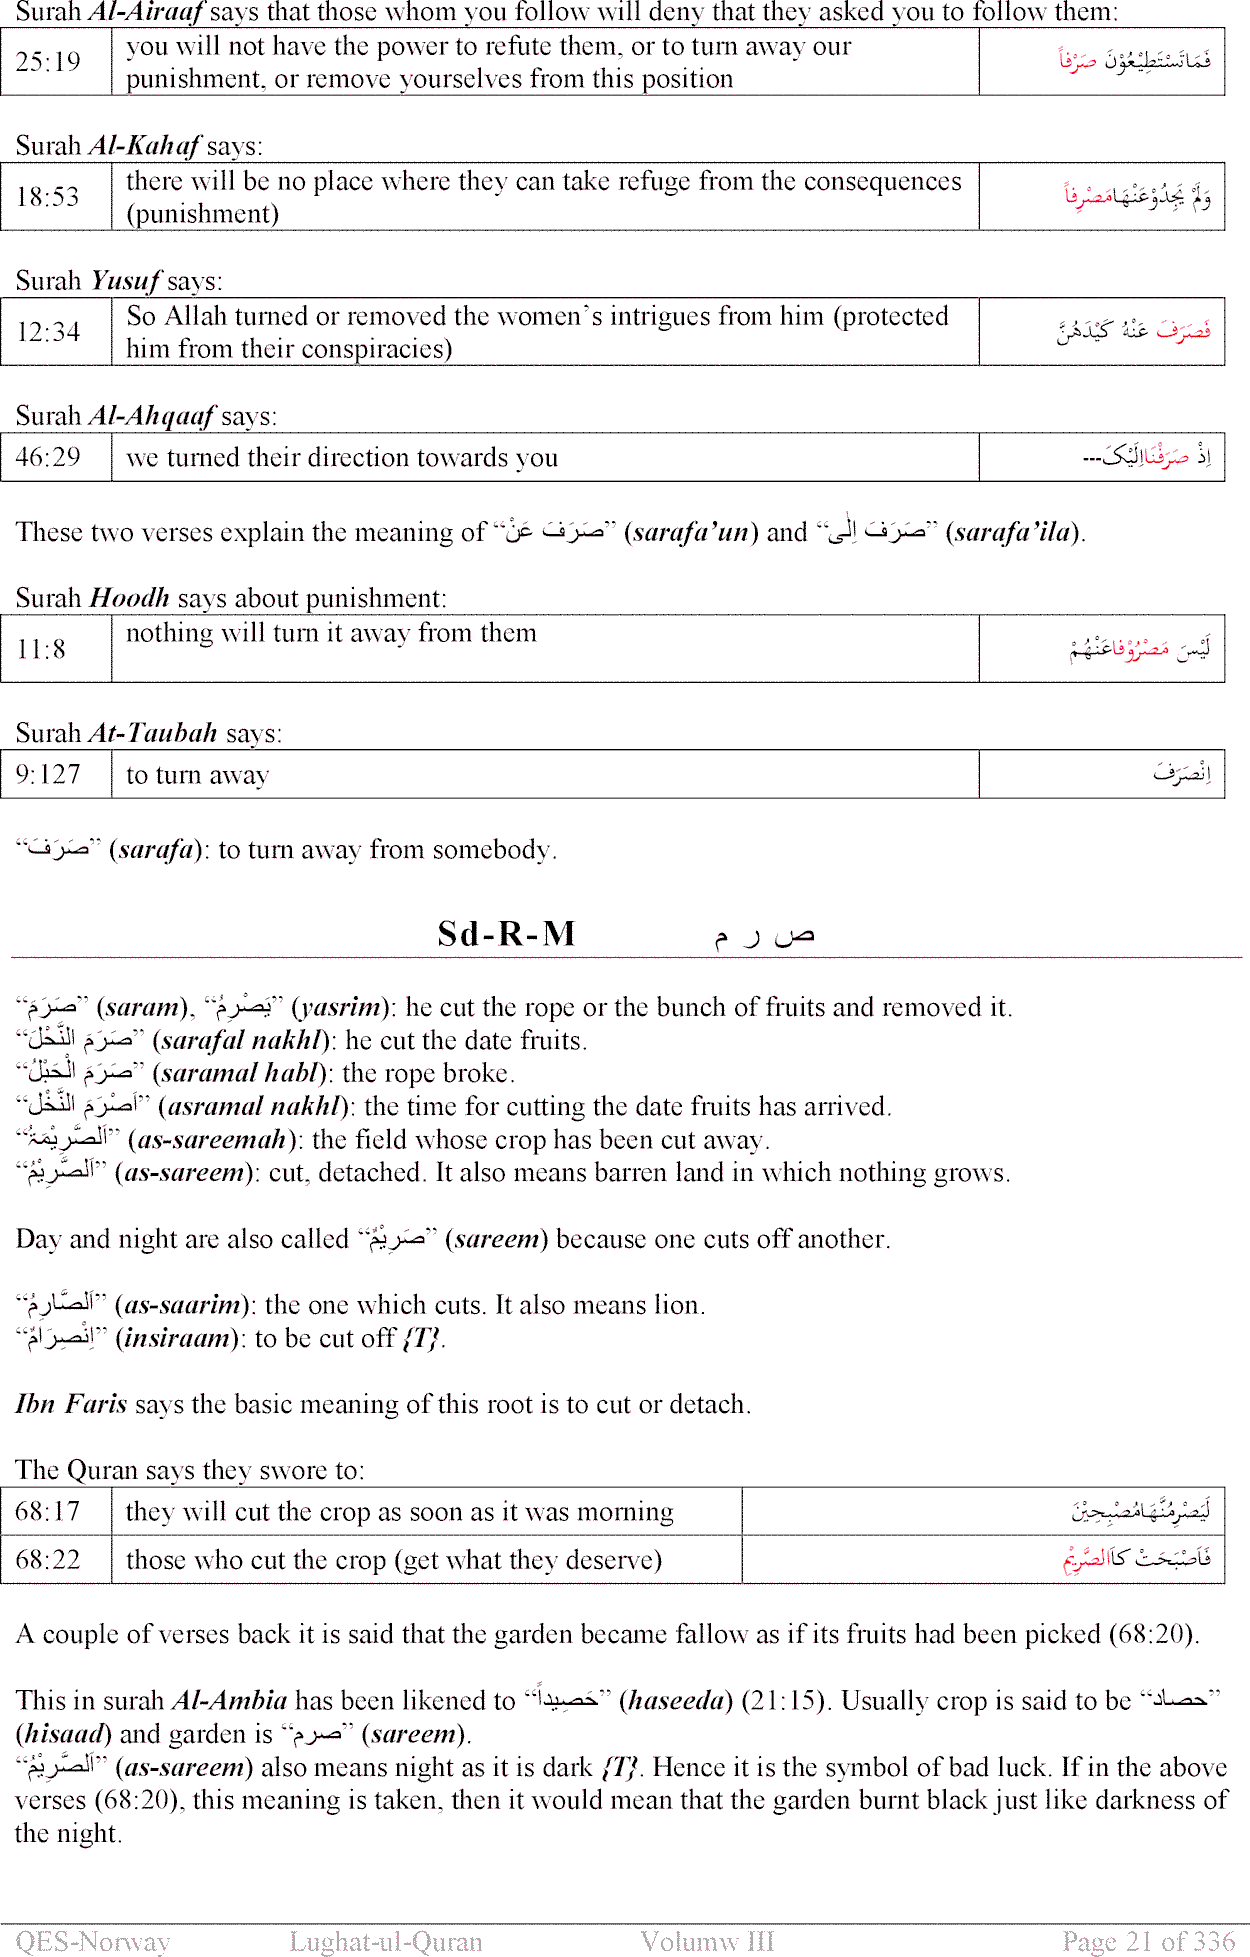 Surah Al-Airaaf says that those whom you follow will deny that they asked you to follow them:
25:19 you will not have the power to refute them, or to turn away our فَمَاتَسْتَطِيْعُوْنَ صَرْفاً
punishment, or remove yourselves from this position
Surah Al-Kahaf says:
18:53 there will be no place where they can take refuge from the consequences وَلَمْ يَجِدُوْعَنْهَامَصْرِفاً
(punishment)
Surah Yusuf says:
12:34 So Allah turned or removed the women's intrigues from him (protected فَصَرَفَ عَنْهُ كَيْدَهُنَّ
him from their conspiracies)
Surah Al-Ahqaaf says:
46:29 we turned their direction towards you اِذْ صَرَفْنَااِلَيْکَ---
These two verses explain the meaning of “صَرَفَ عَنْ” (sarafa’un) and “صَرَفَ اِلٰى” (sarafa’ila).
Surah Hoodh says about punishment:
11:8 nothing will turn it away from them لَيْسَ مَصْرُوْفاعَنْهُمْ
Surah At-Taubah says:
9:127 to turn away اِنْصَرَفَ
“صَرَفَ” (sarafa): to turn away from somebody.
Sd-R-M ص ر م
“صَرَمَ” (saram), “يَصْرِمُ” (yasrim): he cut the rope or the bunch of fruits and removed it.
“صَرَمَ النَّخْلَ” (sarafal nakhl): he cut the date fruits.
“صَرَمَ الْحَبْلُ” (saramal habl): the rope broke.
“اَصْرَمَ النَّخْلُ” (asramal nakhl): the time for cutting the date fruits has arrived.
“اَلصَّرِيْمَۃُ” (as-sareemah): the field whose crop has been cut away.
“اَلصَّرِيْمُ” (as-sareem): cut, detached. It also means barren land in which nothing grows.
Day and night are also called “صَرِيْمٌ” (sareem) because one cuts off another.
“اَلصَّارِمُ” (as-saarim): the one which cuts. It also means lion.
“اِنْصِرَامٌ” (insiraam): to be cut off {T}.
Ibn Faris says the basic meaning of this root is to cut or detach.
The Quran says they swore to:
68:17 they will cut the crop as soon as it was morning لَيَصْرِمُنَّهَامُصْبِحِيْنَ
68:22 those who cut the crop (get what they deserve) فَاَصْبَحَتْ كَاَالصَّرِيْمِ
A couple of verses back it is said that the garden became fallow as if its fruits had been picked (68:20).
This in surah Al-Ambia has been likened to “حَصِيداً” (haseeda) (21:15). Usually crop is said to be “حصاد”
(hisaad) and garden is “صرم” (sareem).
“اَلصَّرِيْمُ” (as-sareem) also means night as it is dark {T}. Hence it is the symbol of bad luck. If in the above
verses (68:20), this meaning is taken, then it would mean that the garden burnt black just like darkness of
the night.
QES-Norway Lughat-ul-Quran Volumw III Page 21 of 336